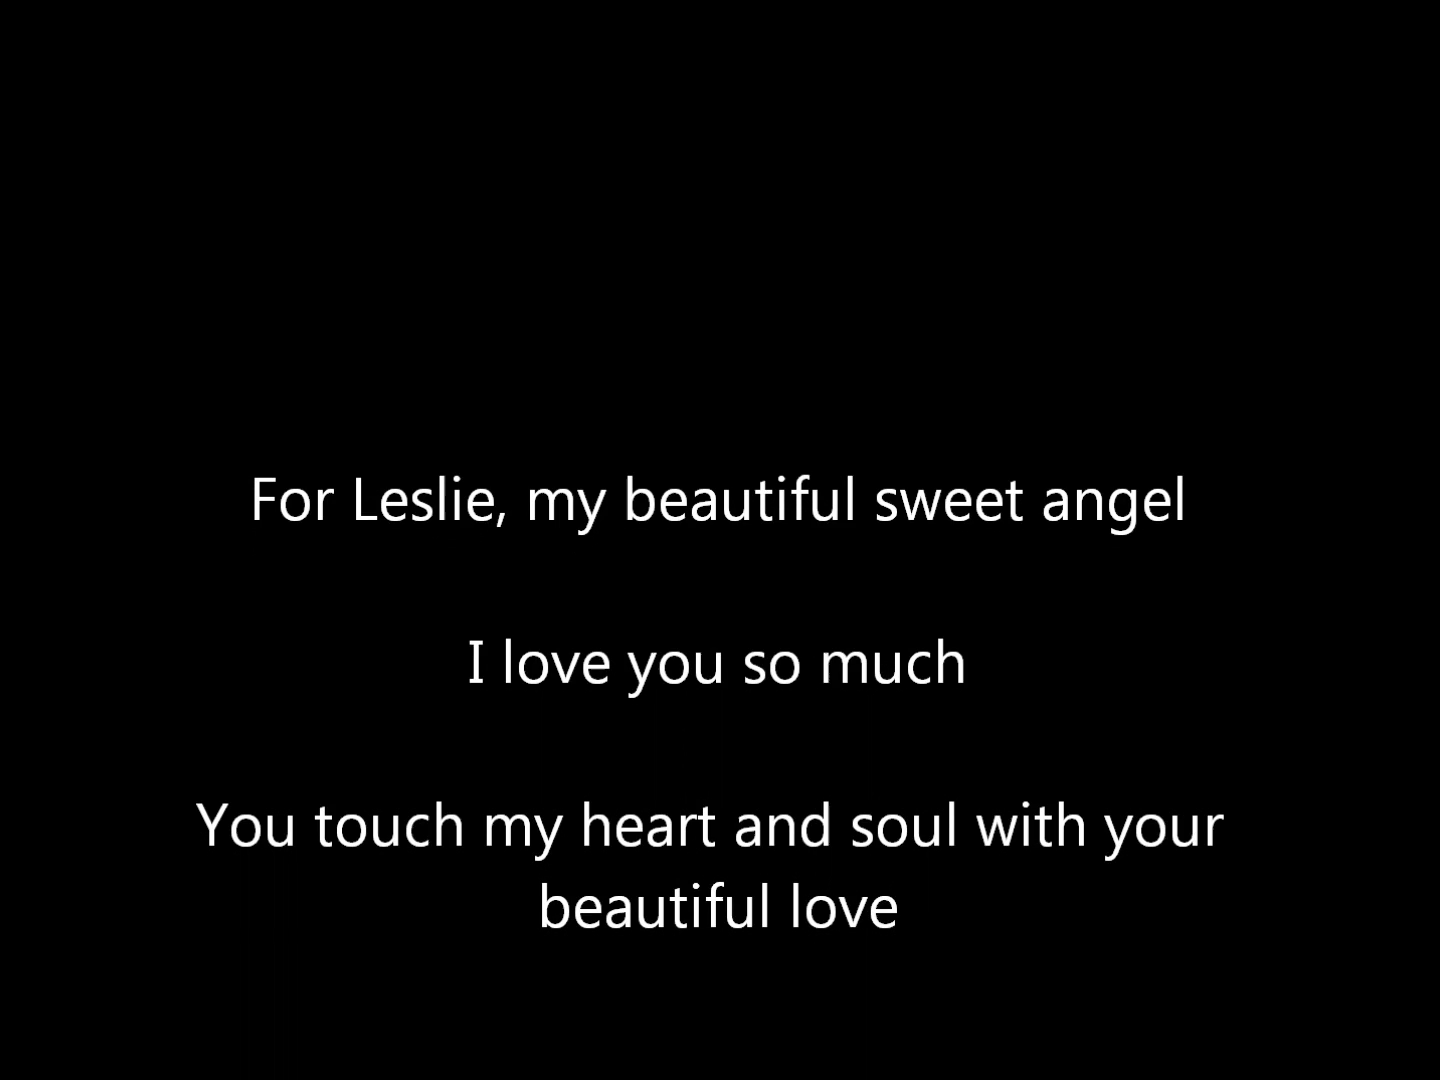 For Leslie, my beautiful sweet angel
I love you so much
You touch my heart and soul with your
beautiful love